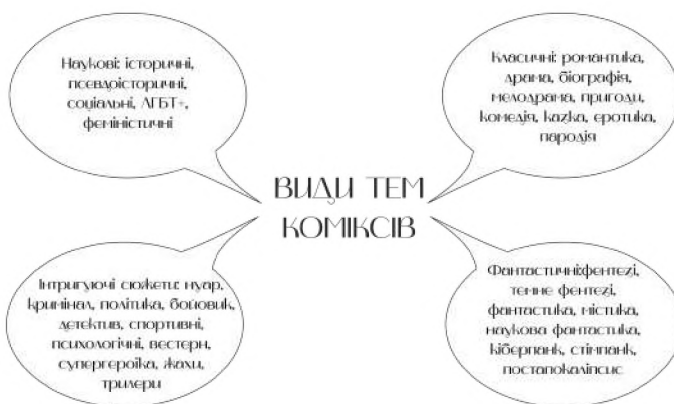 Наукові: історичні,
псевдоісторичні,
соціальні, ЛГБТ+,
феміністичні
Класичні: романтика,
драма, біографія,
мелодрама, пригоди,
комедія, kazka, еротика,
пародія
ВИДИ ТЕМ
КОМІКСІВ
Інтригуючі сюжети: нуар,
кримінал, політика, бойовик,
детектив, спортивні,
психологічні, вестерн,
супергероїка, жахи,
трилери
Фантастичні:фентезі,
темне фентезі,
фантастика, містика,
наукова фантастика,
кіберпанк, стімпанк,
постапокаліпсис